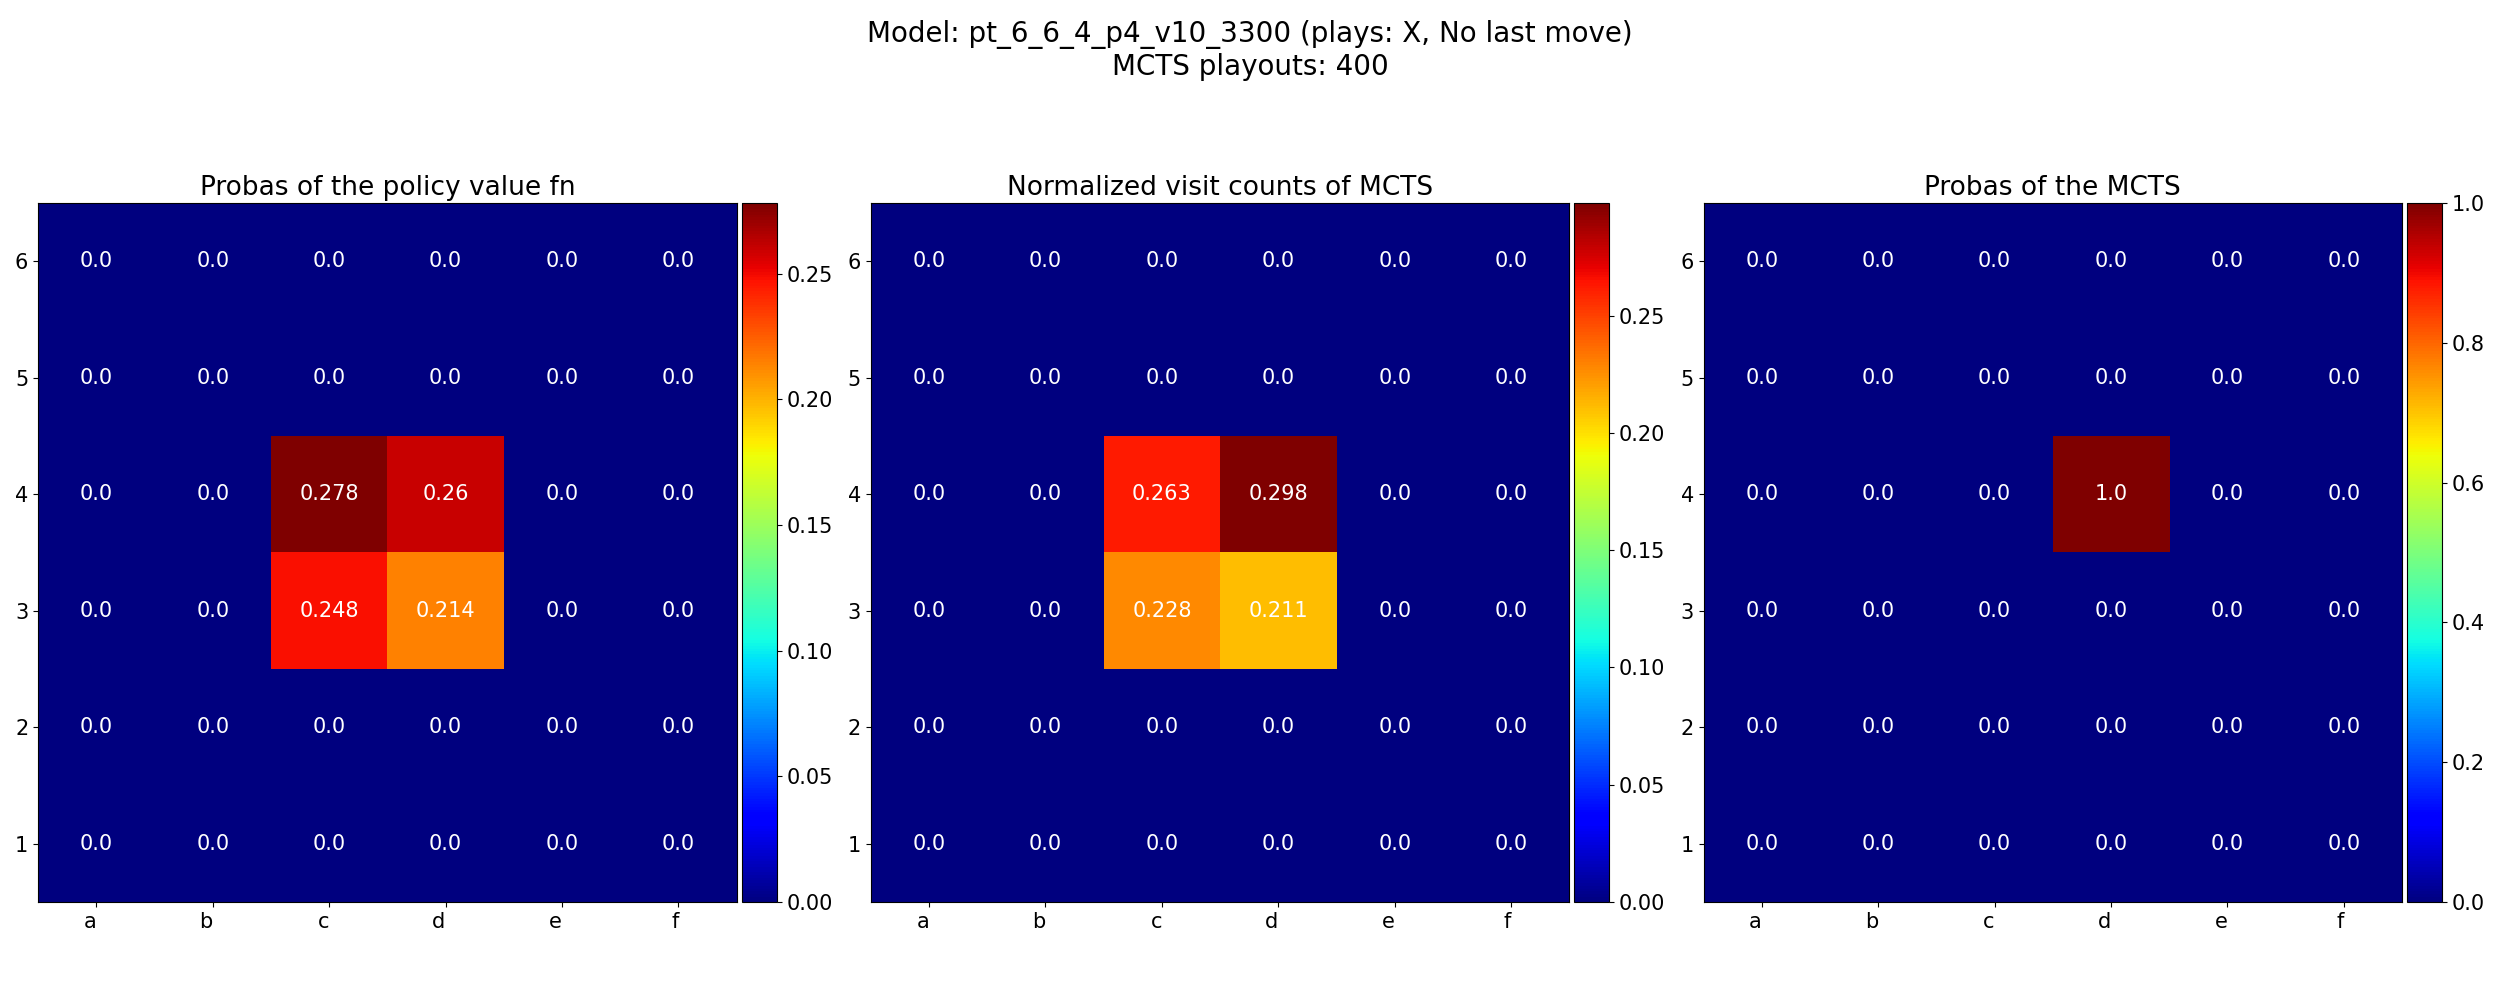 Model: pt_6_6_4_p4_v10_3300 (plays: X, No last move)
MCTS playouts: 400
Probas of the policy value fn
6 0.0 0.0 0.0 0.0 0.0 0.0
5 0.0 0.0 0.0 0.0 0.0 0.0
4 0.0 0.0 0.278 0.26 0.0 0.0
3 0.0 0.0 0.248 0.214 0.0 0.0
2 0.0 0.0 0.0 0.0 0.0 0.0
1 0.0 0.0 0.0 0.0 0.0 0.0
a b c d e f
0.25
0.20
0.15
0.10
0.05
0.00
Normalized visit counts of MCTS
6 0.0 0.0 0.0 0.0 0.0 0.0
5 0.0 0.0 0.0 0.0 0.0 0.0
4 0.0 0.0 0.263 0.298 0.0 0.0
3 0.0 0.0 0.228 0.211 0.0 0.0
2 0.0 0.0 0.0 0.0 0.0 0.0
1 0.0 0.0 0.0 0.0 0.0 0.0
a b c d e f
0.25
0.20
0.15
0.10
0.05
0.00
Probas of the MCTS
6 0.0 0.0 0.0 0.0 0.0 0.0
5 0.0 0.0 0.0 0.0 0.0 0.0
4 0.0 0.0 0.0 1.0 0.0 0.0
3 0.0 0.0 0.0 0.0 0.0 0.0
2 0.0 0.0 0.0 0.0 0.0 0.0
1 0.0 0.0 0.0 0.0 0.0 0.0
a b c d e f
1.0
0.8
0.6
0.4
0.2
0.0